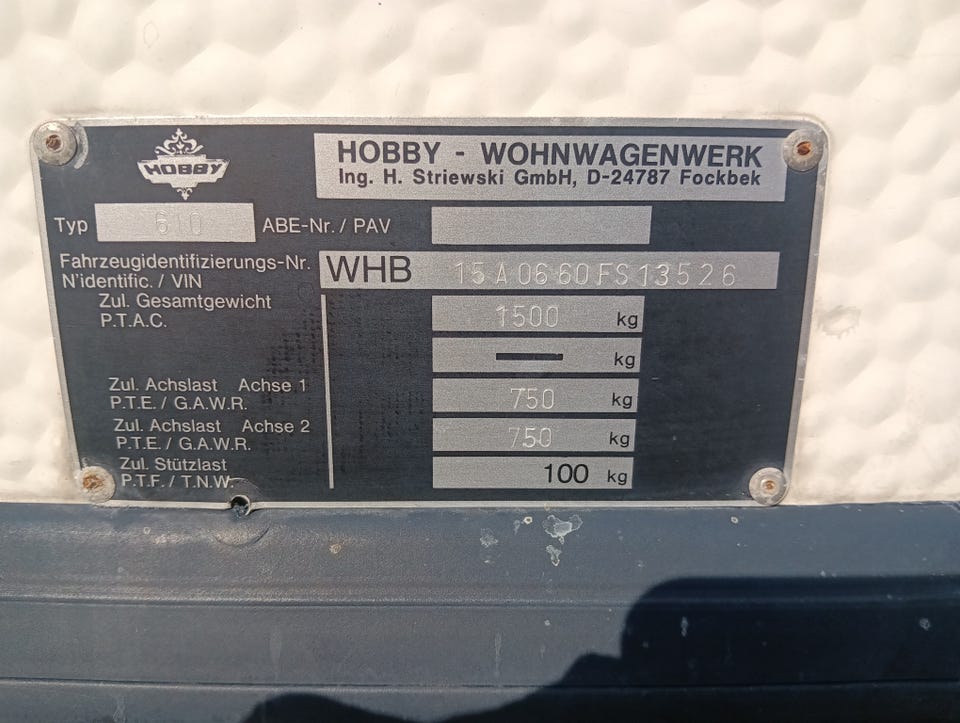 HOBBY
HOBBY - WOHNWAGENWERK
Ing. H. Striewski GmbH, D-24787 Fockbek
Typ 610 ABE-Nr. / PAV
Fahrzeugidentifizierungs-Nr.
N'identific. / VIN
WHB 15A0660FS13526
Zul. Gesamtgewicht
P.T.A.C.
1500 kg
kg
Zul. Achslast Achse 1
P.T.E. / G.A.W.R.
750 kg
Zul. Achslast Achse 2
P.T.E. / G.A.W.R.
750 kg
Zul. Stützlast
P.T.F. / T.N.W.
100 kg